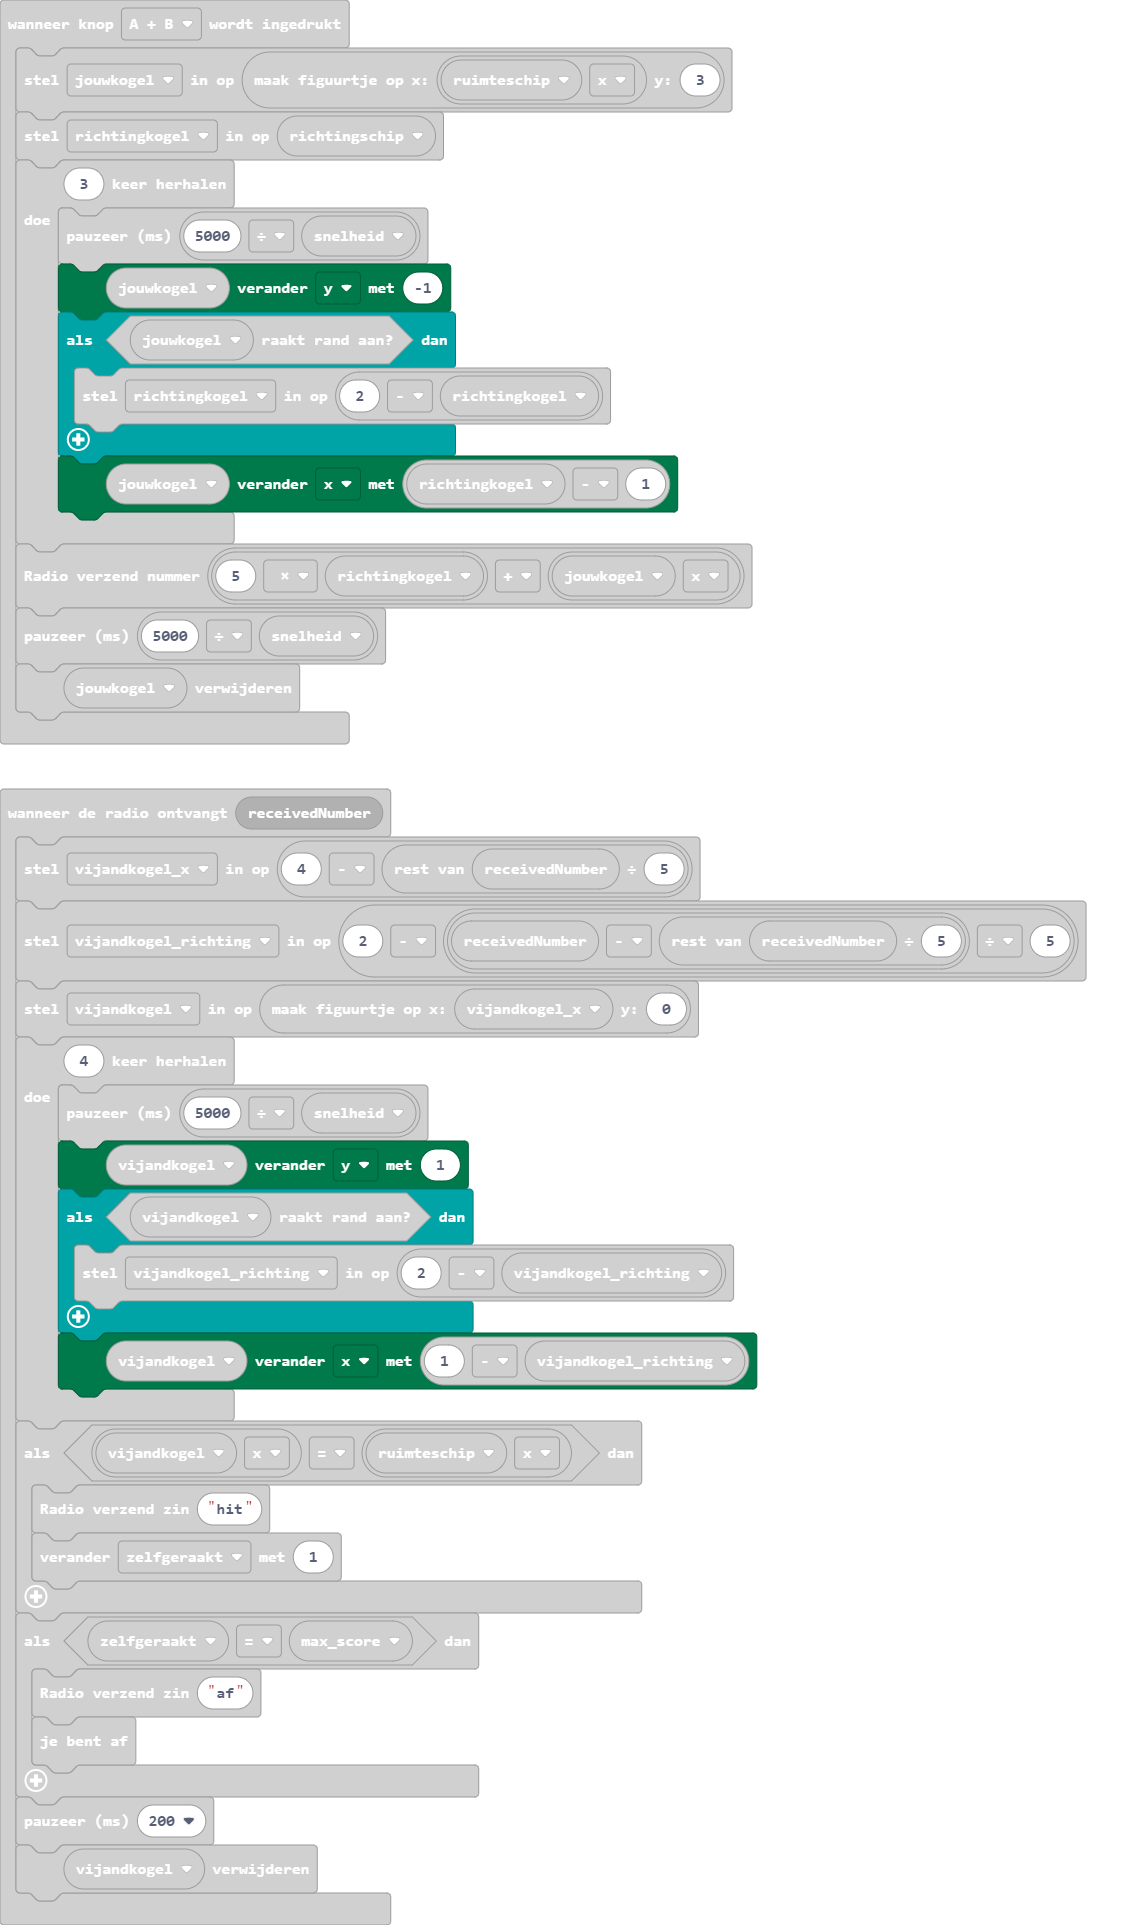 wanneer knop A + B wordt ingedrukt
stel jouwkogel in op maak figuurtje op x: ruimteschip x y: 3
stel richtingkogel in op richtingschip
3 keer herhalen
doe
pauzeer (ms) 5000 ÷ snelheid
jouwkogel verander y met -1
als jouwkogel raakt rand aan? dan
stel richtingkogel in op 2 - richtingkogel
jouwkogel verander x met richtingkogel - 1
Radio verzend nummer 5 × richtingkogel + jouwkogel x
pauzeer (ms) 5000 ÷ snelheid
jouwkogel verwijderen
wanneer de radio ontvangt receivedNumber
stel vijandkogel_x in op 4 - rest van receivedNumber ÷ 5
stel vijandkogel_richting in op 2 - receivedNumber - rest van receivedNumber ÷ 5 ÷ 5
stel vijandkogel in op maak figuurtje op x: vijandkogel_x y: 0
4 keer herhalen
doe
pauzeer (ms) 5000 ÷ snelheid
vijandkogel verander y met 1
als vijandkogel raakt rand aan? dan
stel vijandkogel_richting in op 2 - vijandkogel_richting
vijandkogel verander x met 1 - vijandkogel_richting
als vijandkogel x = ruimteschip x dan
Radio verzend zin "hit"
verander zelfgeraakt met 1
als zelfgeraakt = max_score dan
Radio verzend zin "af"
je bent af
pauzeer (ms) 200
vijandkogel verwijderen